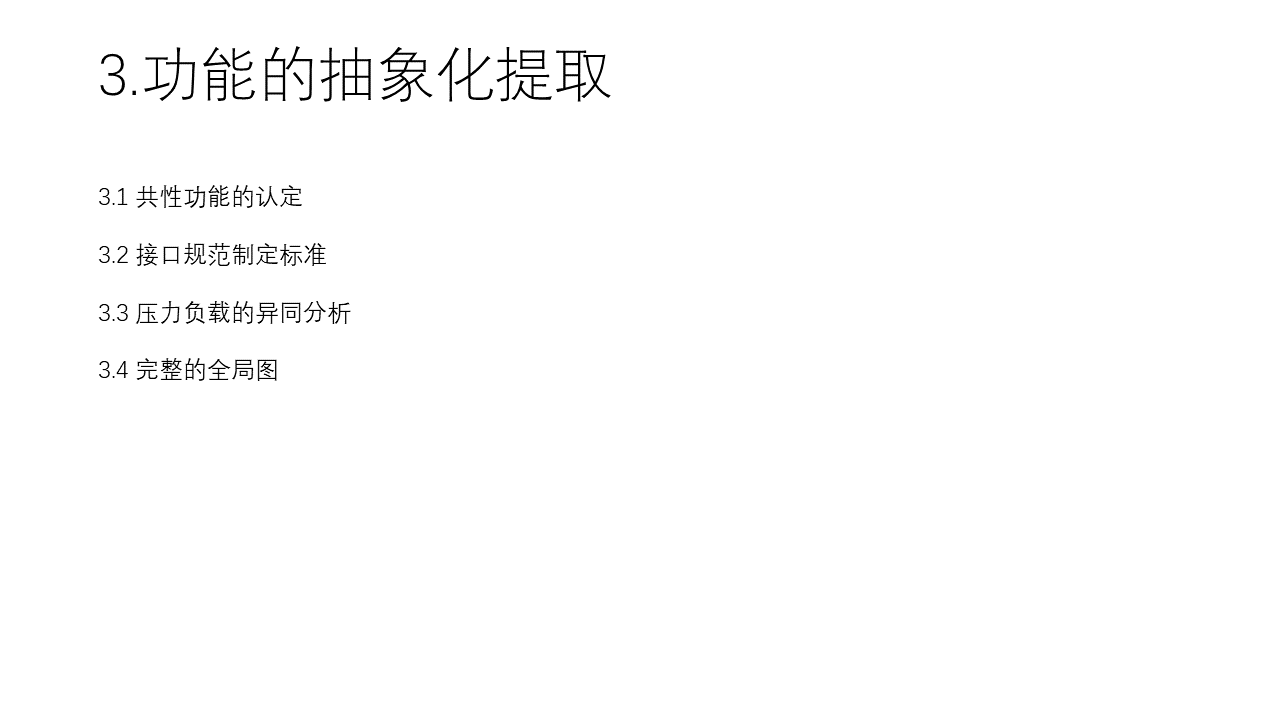 3.功能的抽象化提取
3.1 共性功能的认定
3.2 接口规范制定标准
3.3 压力负载的异同分析
3.4 完整的全局图